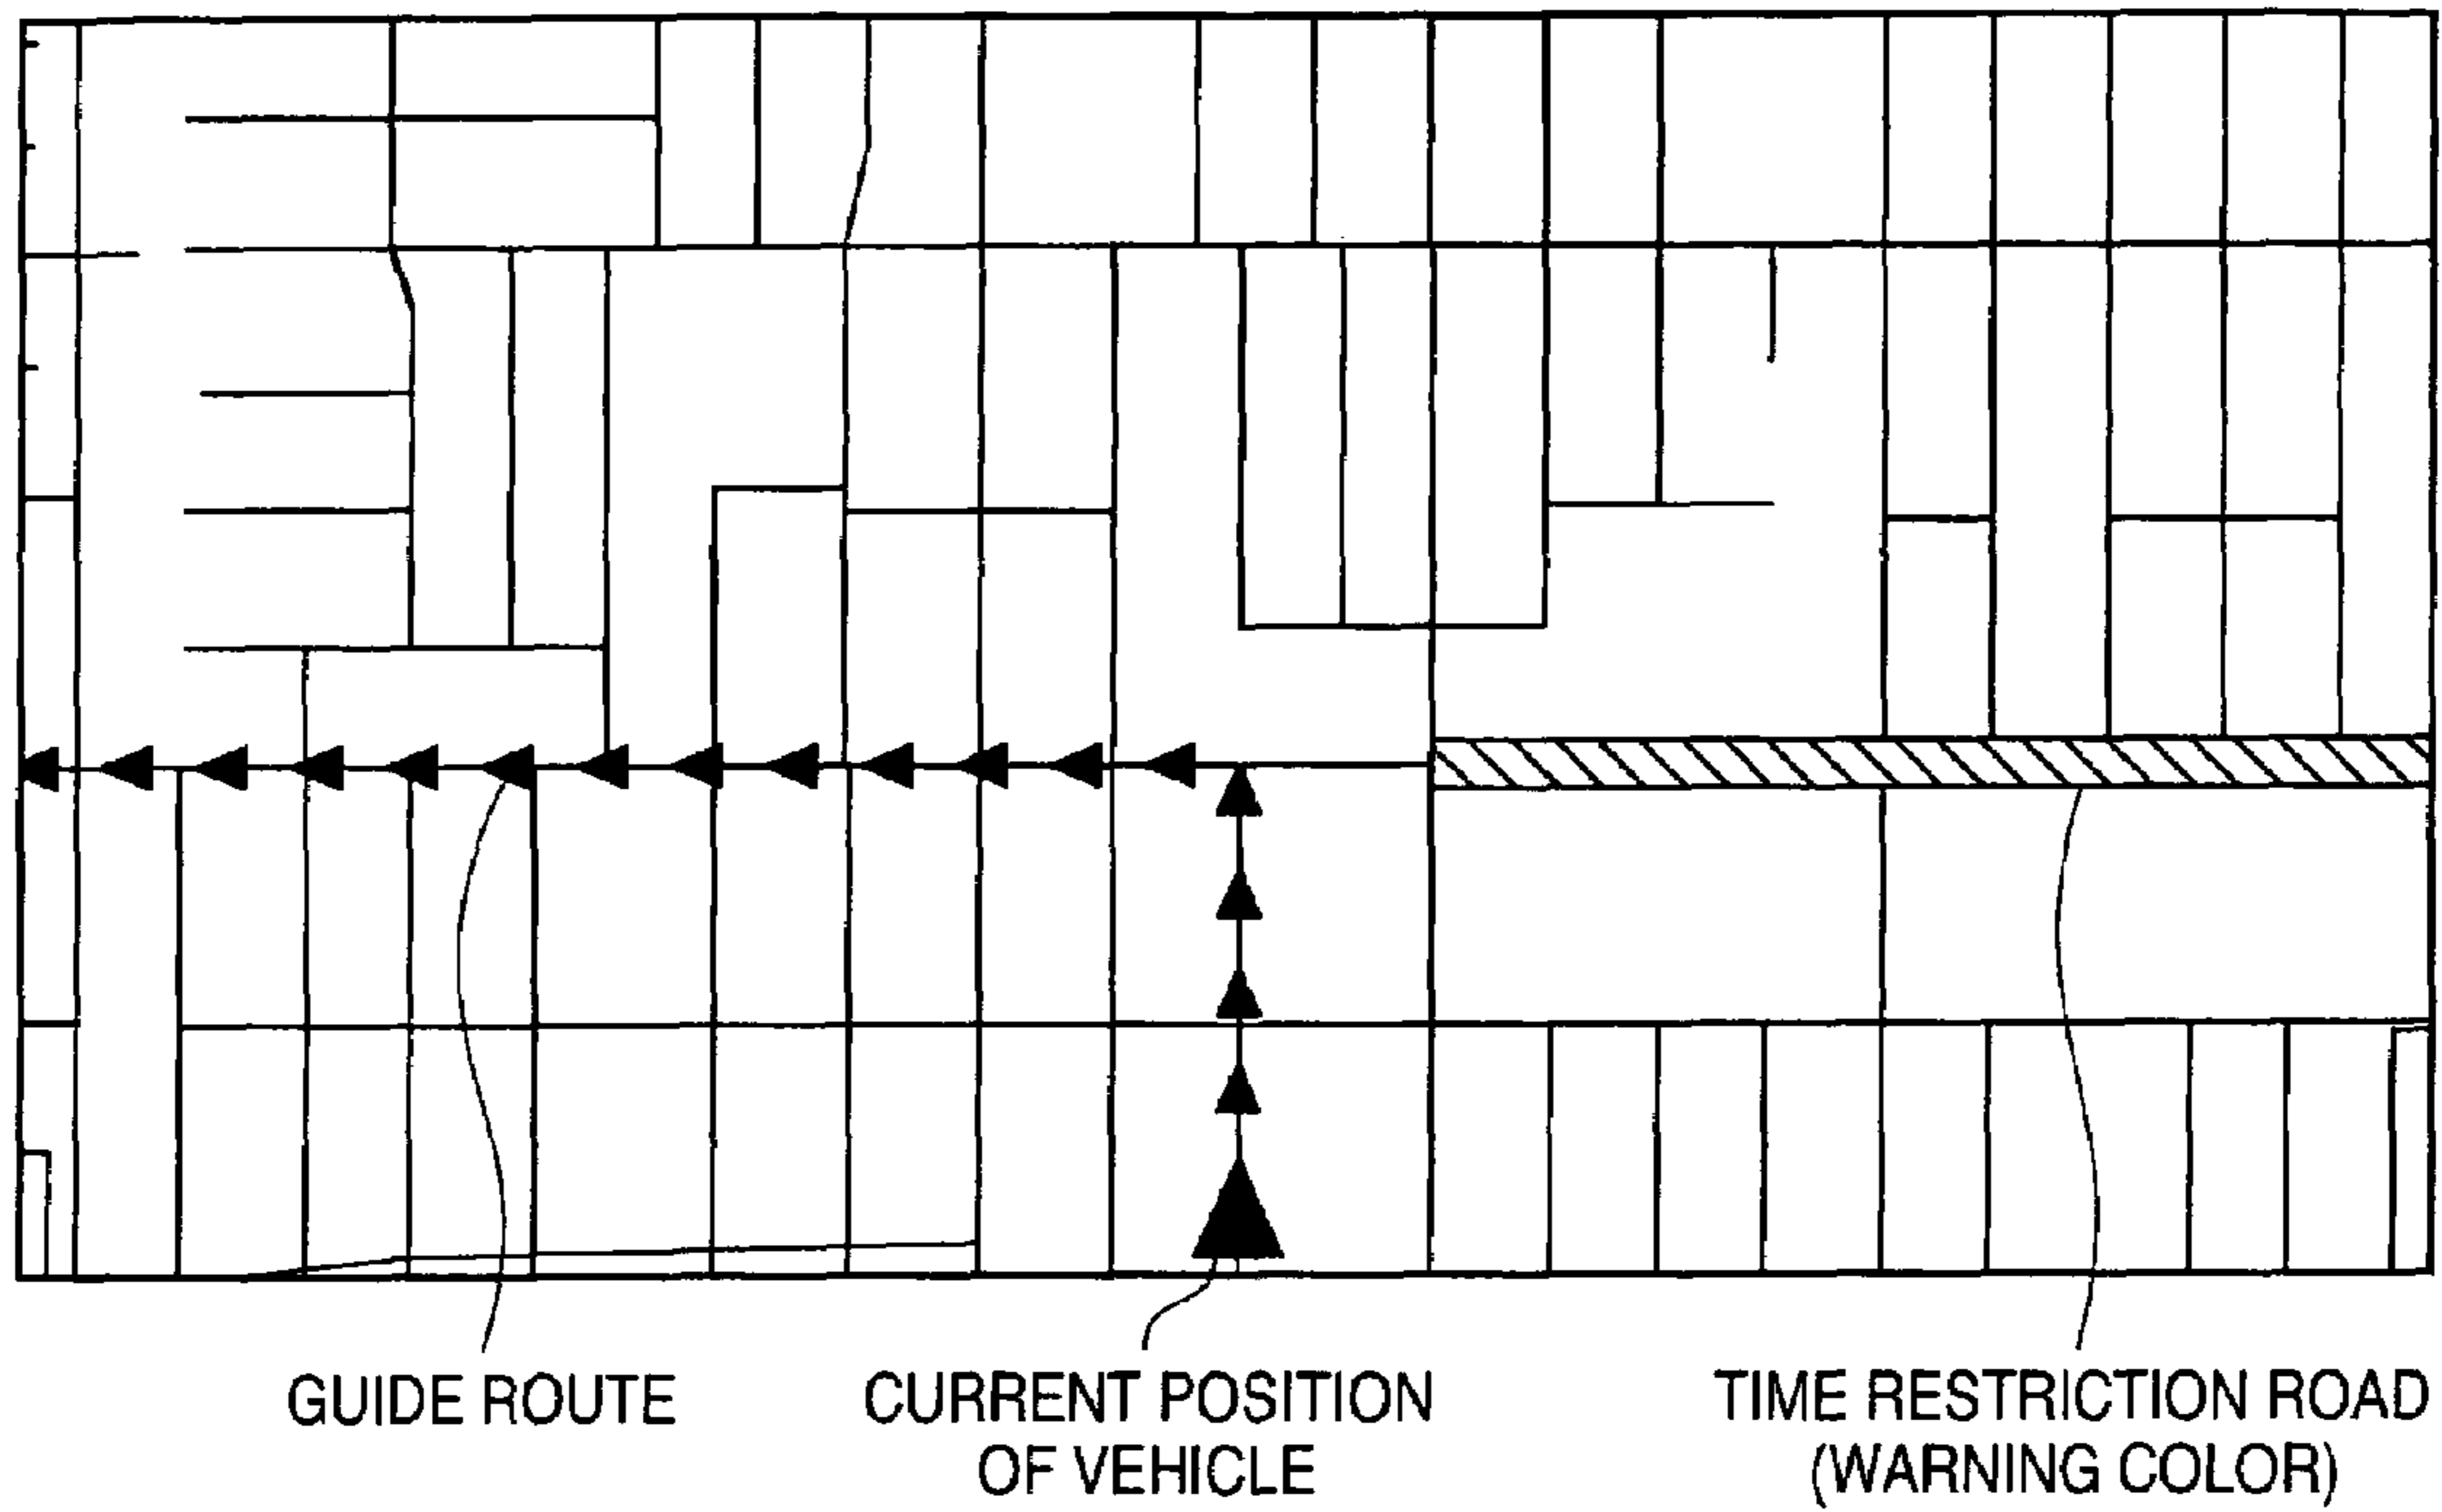 GUIDE ROUTE
CURRENT POSITION
OF VEHICLE
TIME RESTRICTION ROAD
(WARNING COLOR)